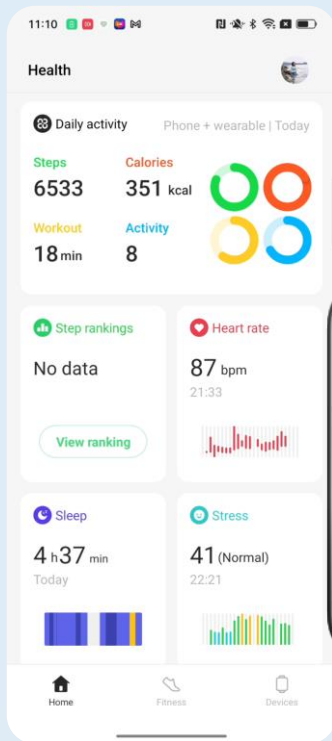 11:10
Health
Daily activity
Phone + wearable | Today
Steps
Calories
6533
351 kcal
Workout
Activity
18 min
8
Step rankings
No data
View ranking
Heart rate
87 bpm
21:33
Sleep
4 h 37 min
Today
Stress
41 (Normal)
22:21
Home
Fitness
Devices